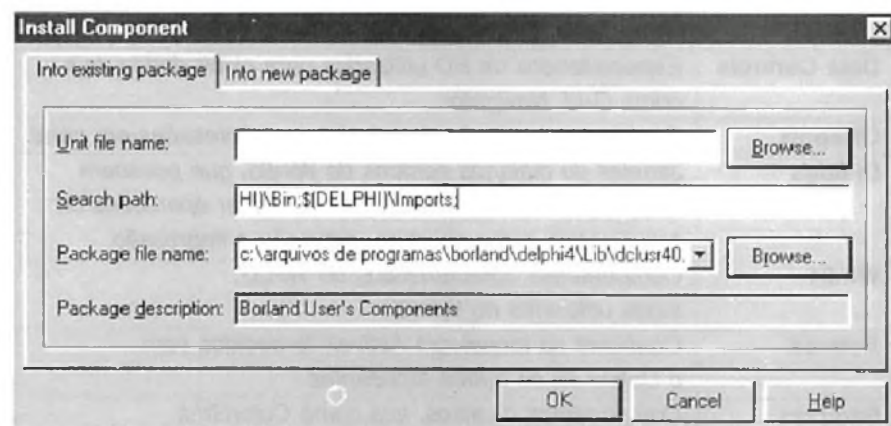 Install Component
Into existing package Into new package
Unit file name: Browse...
Search path: HI)\Bin;$(DELPHI)\Imports;
Package file name: c:\arquivos de programas\borland\delphi4\Lib\dclusr40. Browse...
Package description: Borland User's Components
OK Cancel Help